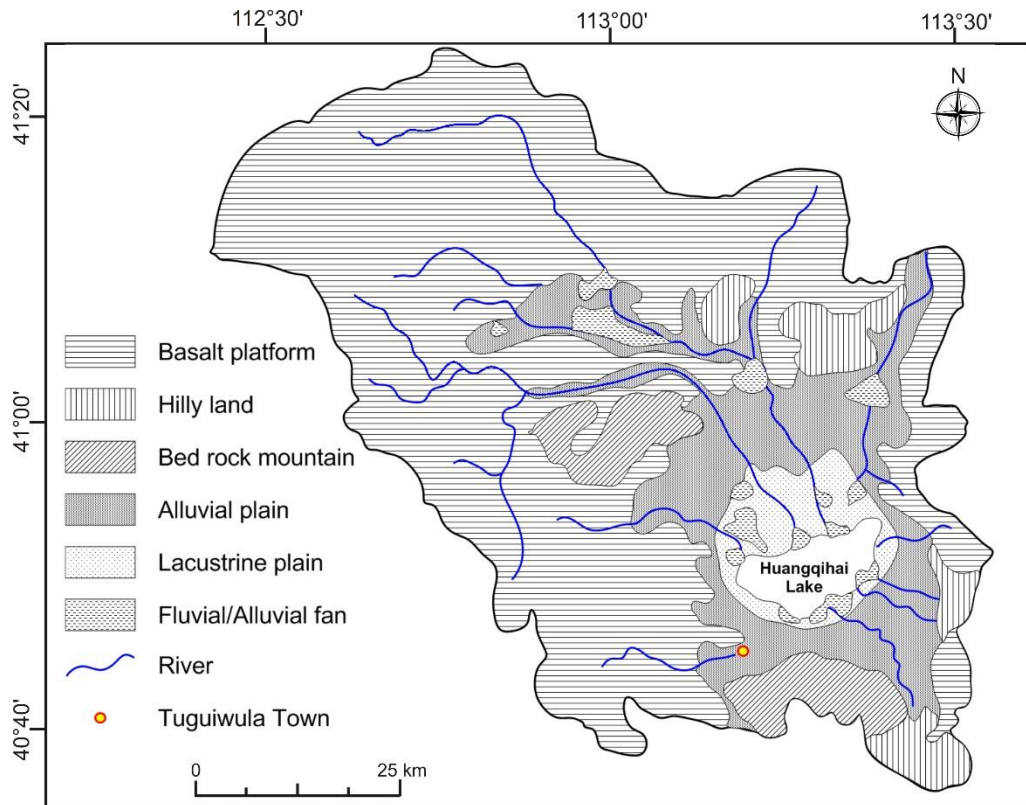 112°30'
113°00'
113°30'
41°20'
41°00'
40°40'
N
Basalt platform
Hilly land
Bed rock mountain
Alluvial plain
Lacustrine plain
Fluvial/Alluvial fan
River
Tuguiwula Town
0
25 km
Huangqihai
Lake